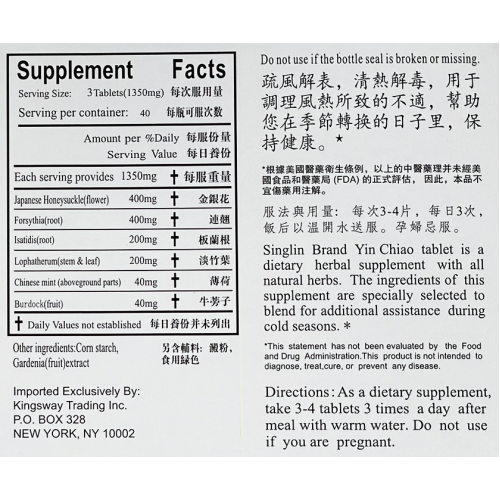 Supplement Facts
Serving Size: 3Tablets(1350mg) 每次服用量
Serving per container: 40 每瓶可服次數
Amount per %Daily 每服份量
Serving Value 每日養份
Each serving provides 1350mg ✝ 每服重量
Japanese Honeysuckle(flower) 400mg ✝ 金銀花
Forsythia(root) 400mg ✝ 連翹
Isatidis(root) 200mg ✝ 板蘭根
Lophatherum(stem & leaf) 200mg ✝ 淡竹葉
Chinese mint (aboveground parts) 40mg ✝ 薄荷
Burdock(fruit) 40mg ✝ 牛蒡子
✝ Daily Values not established 每日養份并未列出
Other ingredients:Corn starch, 另含輔料: 澱粉,
Gardenia(fruit)extract 食用綠色
Imported Exclusively By:
Kingsway Trading Inc.
P.O. BOX 328
NEW YORK, NY 10002
Do not use if the bottle seal is broken or missing.
疏風解表，清熱解毒，用于
調理風熱所致的不適，幫助
您在季節轉換的日子里，保
持健康。*
*根據美國醫藥衛生條例，以上的中醫藥理并未經美
國食品和醫藥局 (FDA) 的正式評估， 因此，本品不
宜傷藥用注解。
服法與用量: 每次3-4片，每日3次，
飯后以溫開水送服。孕婦忌服。
Singlin Brand Yin Chiao tablet is a
dietary herbal supplement with all
natural herbs. The ingredients of this
supplement are specially selected to
blend for additional assistance during
cold seasons. *
*This statement has not been evaluated by the Food
and Drug Administration.This product is not intended to
diagnose, treat,cure, or prevent any disease.
Directions: As a dietary supplement,
take 3-4 tablets 3 times a day after
meal with warm water. Do not use
if you are pregnant.